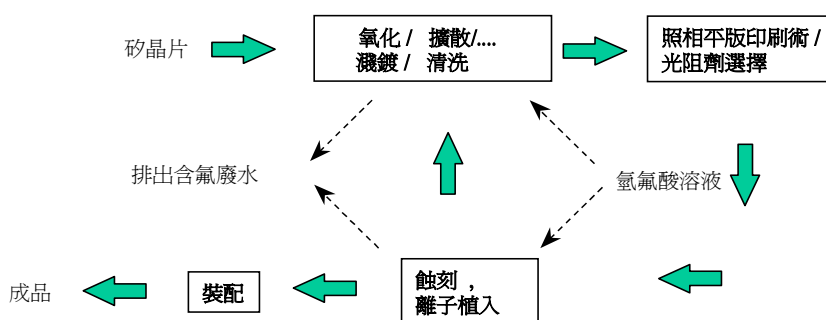 矽晶片
氧化 / 擴散/....
濺鍍 / 清洗
照相平版印刷術 /
光阻劑選擇
排出含氟廢水
氫氟酸溶液
成品
裝配
蝕刻 ，
離子植入